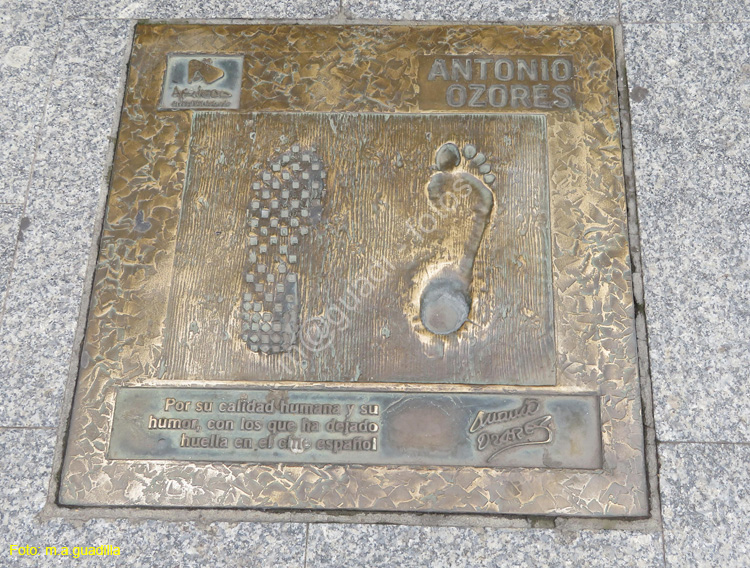 ANTONIO
OZORES
Por su calidad humana y su
humor, con los que ha dejado
huella en el cine español
Foto. m.a.guadilla